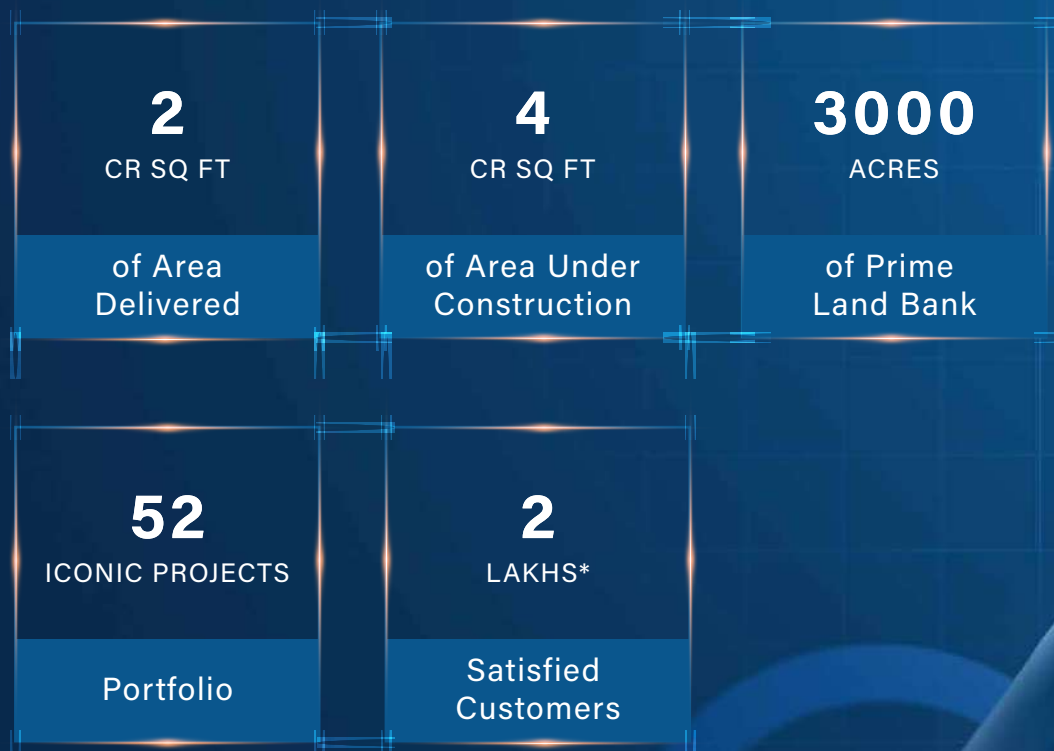 2
CR SQ FT
of Area
Delivered
4
CR SQ FT
of Area Under
Construction
3000
ACRES
of Prime
Land Bank
52
ICONIC PROJECTS
Portfolio
2
LAKHS*
Satisfied
Customers